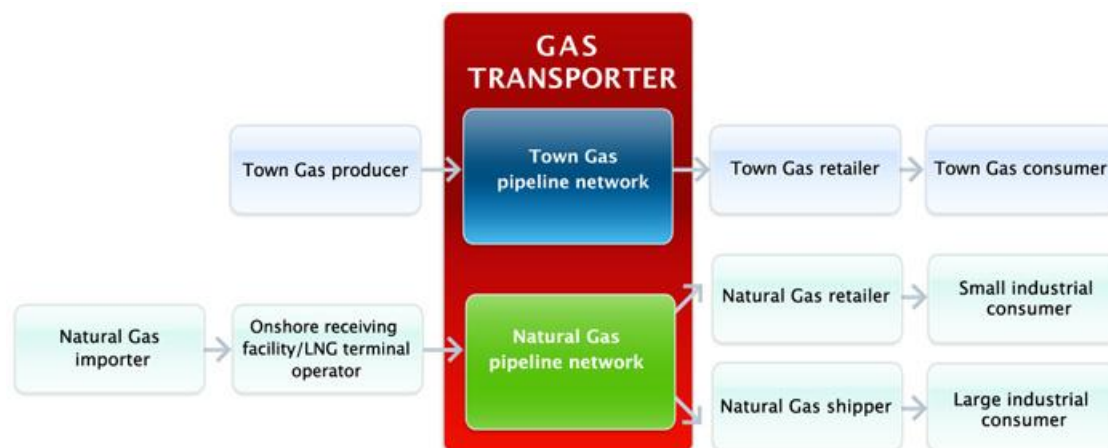 GAS
TRANSPORTER
Town Gas producer
Town Gas
pipeline network
Town Gas retailer
Town Gas consumer
Natural Gas
importer
Onshore receiving
facility/LNG terminal
operator
Natural Gas
pipeline network
Natural Gas retailer
Small industrial
consumer
Natural Gas shipper
Large industrial
consumer